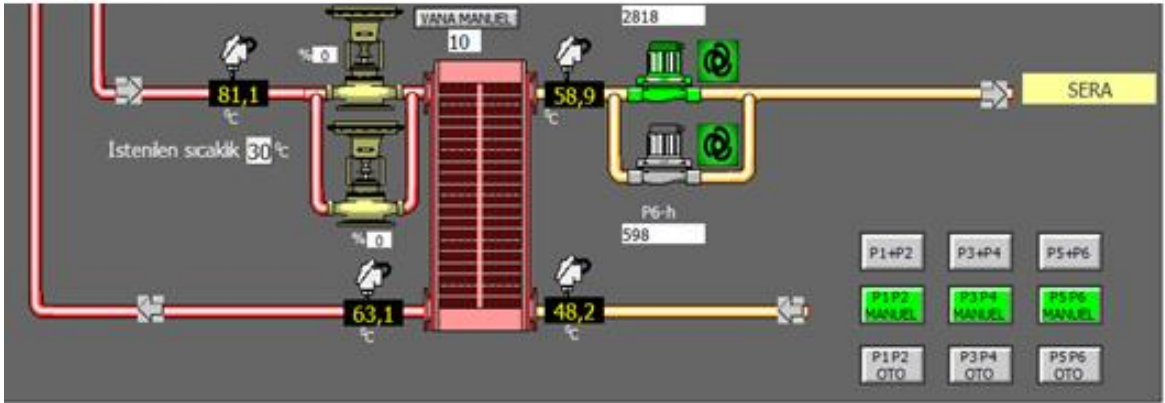 VANA MANUEL
10
2818
% 0
81,1
°C
58,9
°C
SERA
İstenilen sıcaklık 30 °C
P6-h
598
% 0
P1+P2
P3+P4
P5+P6
63,1
°C
48,2
°C
P1P2
MANUEL
P3P4
MANUEL
P5P6
MANUEL
P1P2
OTO
P3P4
OTO
P5P6
OTO